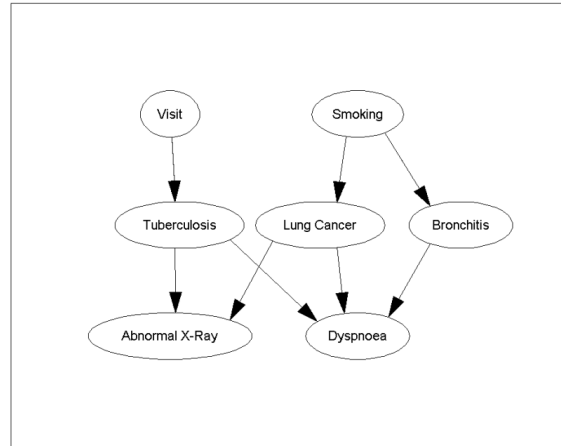 Visit
Smoking
Tuberculosis
Lung Cancer
Bronchitis
Abnormal X-Ray
Dyspnoea